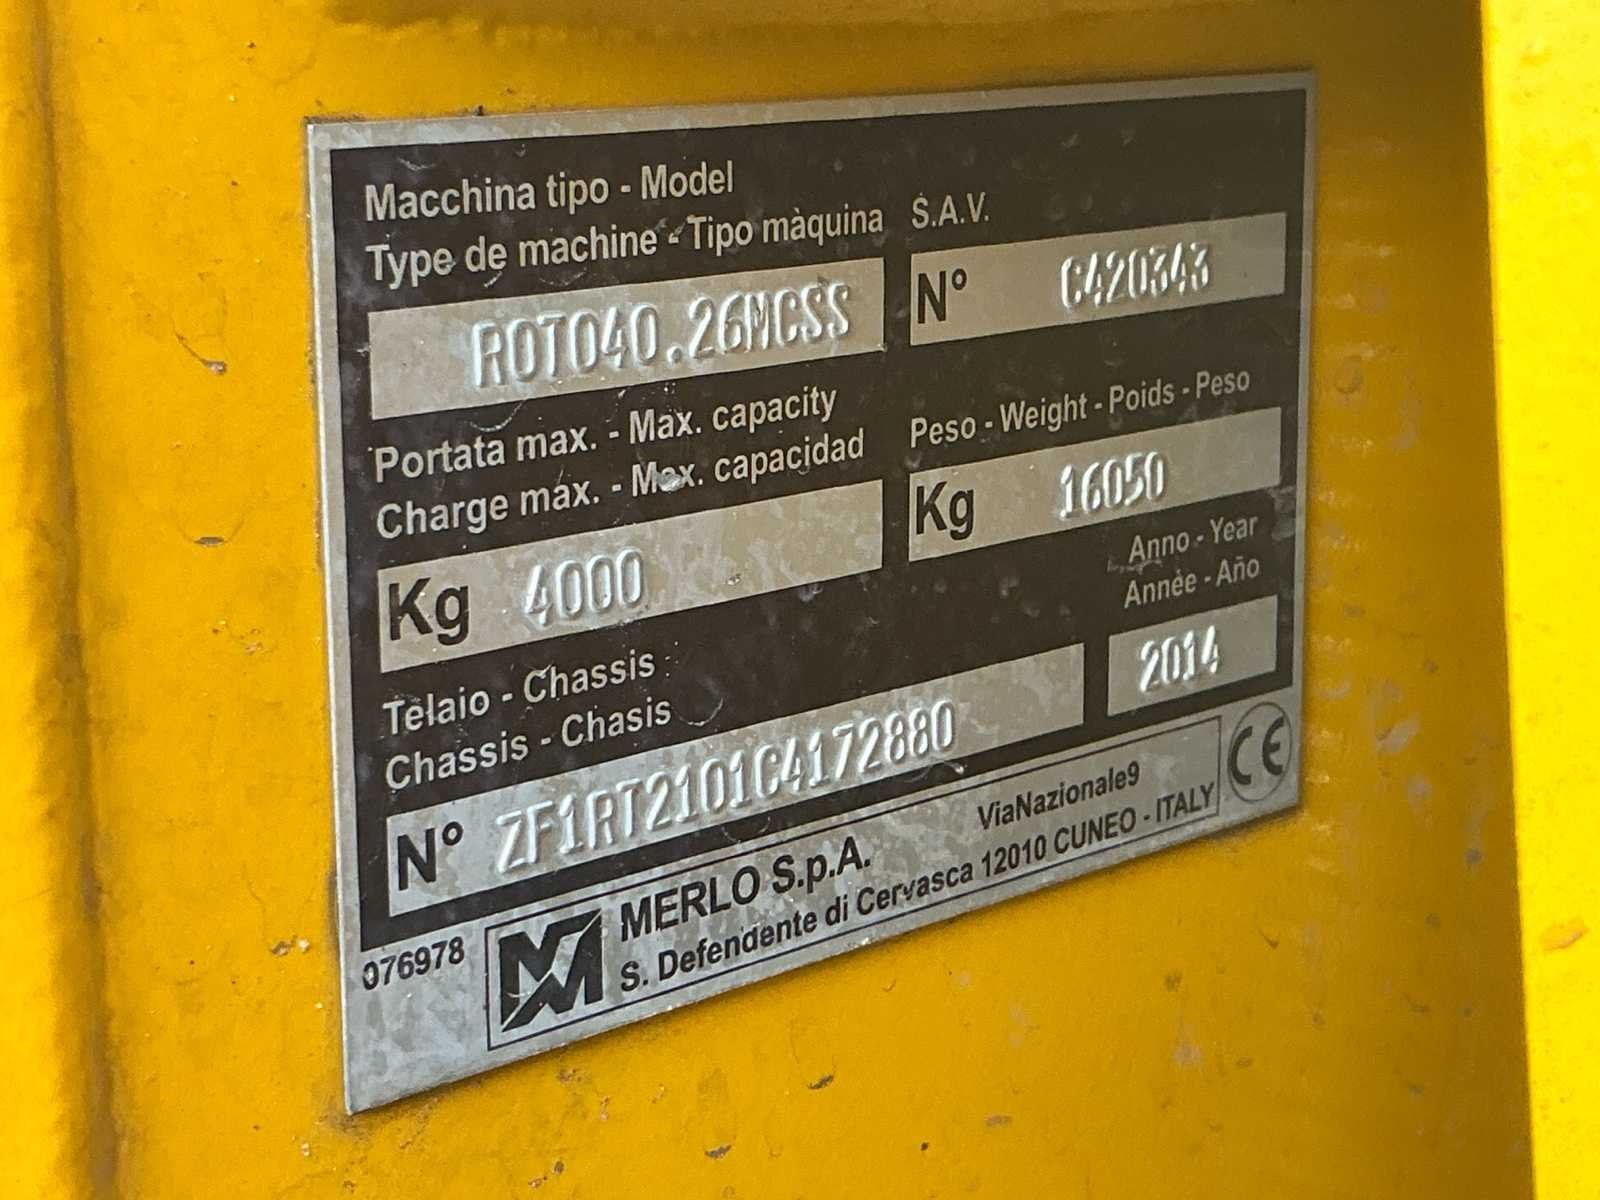 Macchina tipo - Model
Type de machine - Tipo màquina
ROTO40.26MCSS
S.A.V.
N° C420343
Portata max. - Max. capacity
Charge max. - Max. capacidad
Kg 4000
Peso - Weight - Poids - Peso
Kg 16050
Anno - Year
Année - Año
2014
Telaio - Chassis
Chassis - Chasis
N° ZF1RT2101C4172880
CE
076978
MERLO S.p.A. ViaNazionale9
S. Defendente di Cervasca 12010 CUNEO - ITALY